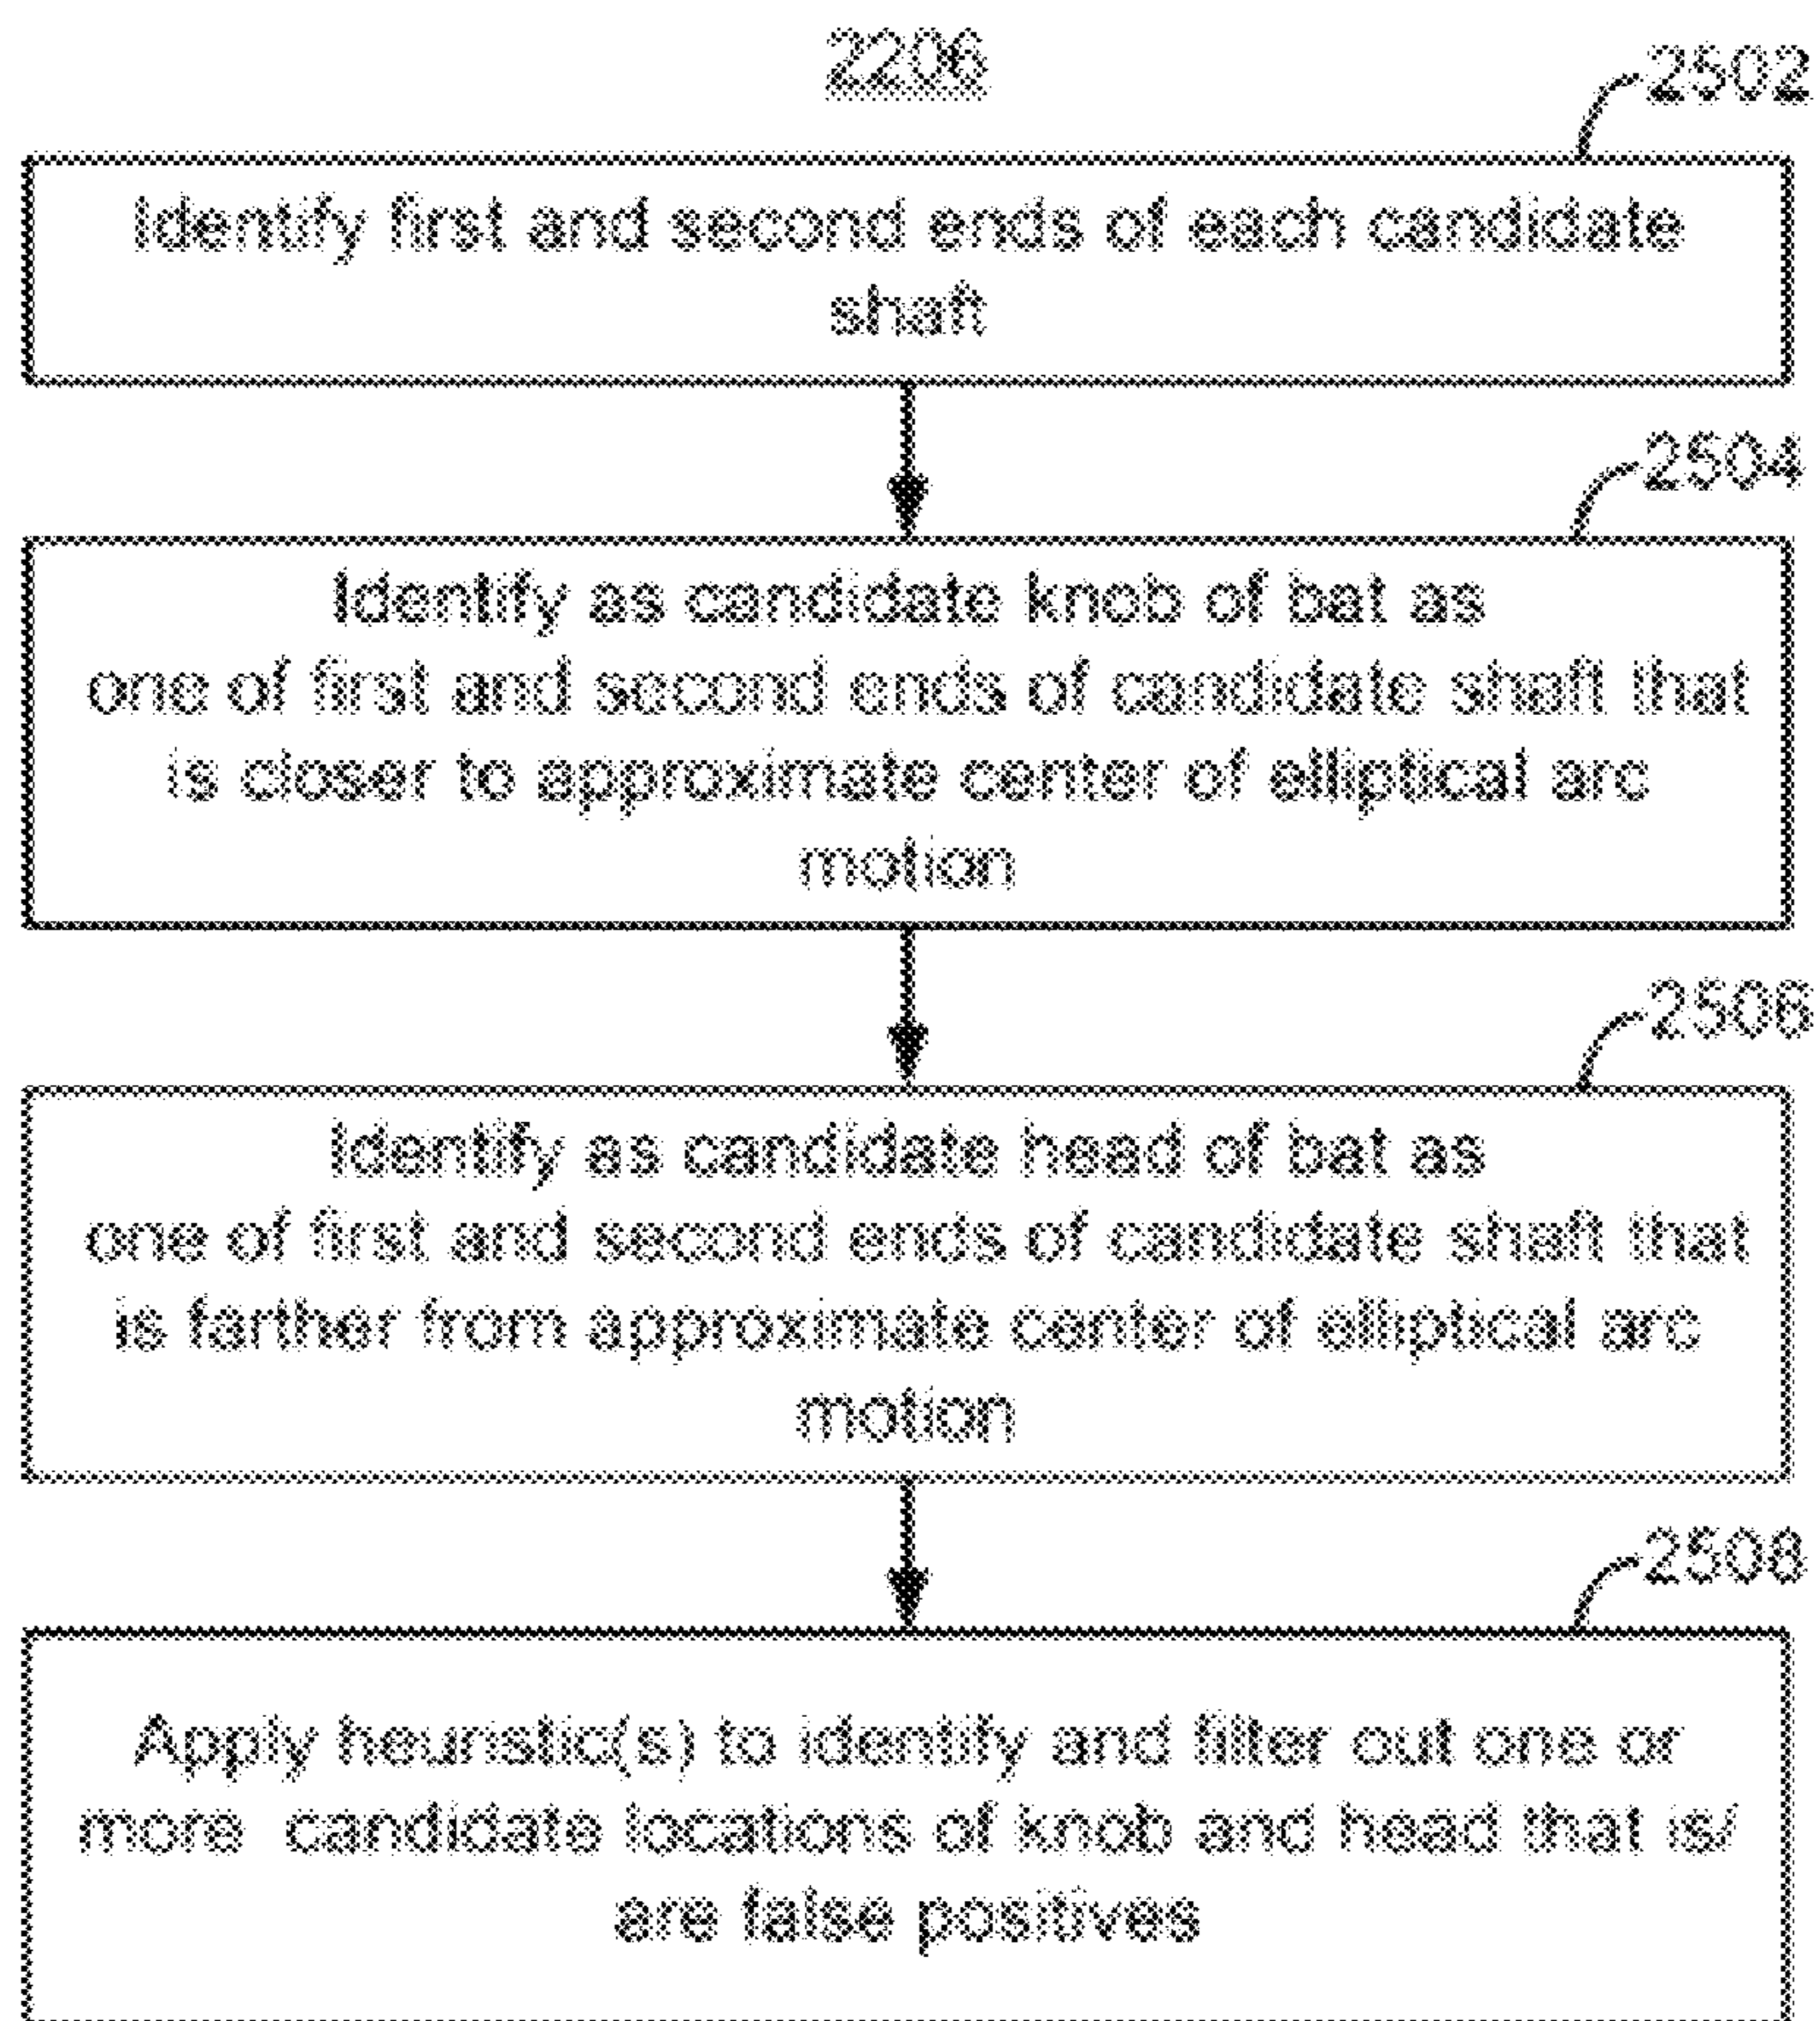 2206
2502
Identify first and second ends of each candidate
shaft
2504
Identify as candidate knob of bat as
one of first and second ends of candidate shaft that
is closer to approximate center of elliptical arc
motion
2506
Identify as candidate head of bat as
one of first and second ends of candidate shaft that
is farther from approximate center of elliptical arc
motion
2508
Apply heuristic(s) to identify and filter out one or
more candidate locations of knob and head that is/
are false positives